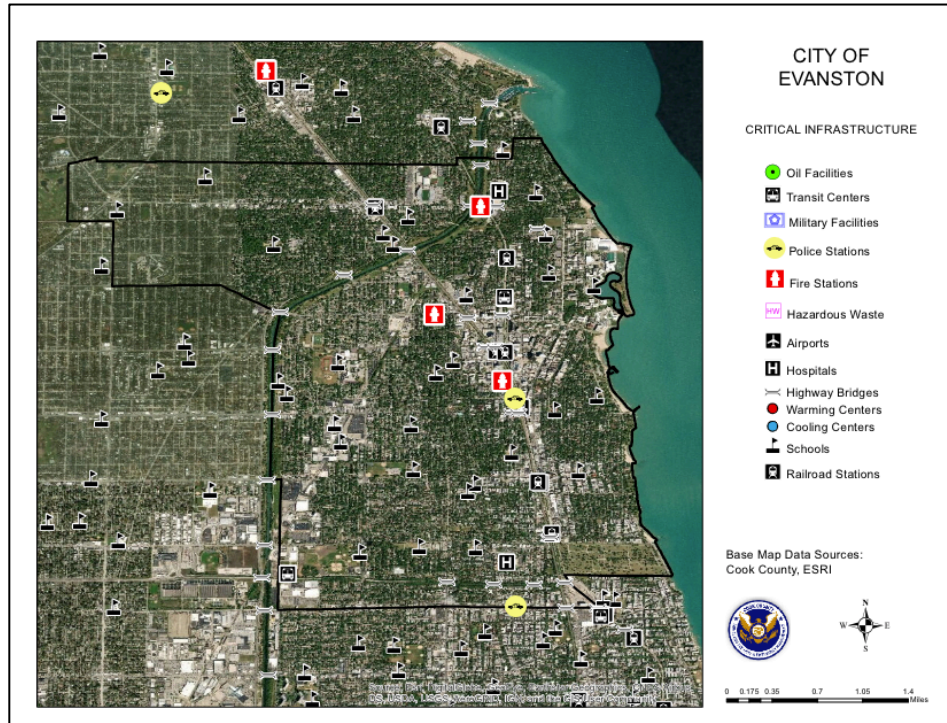 CITY OF
EVANSTON
CRITICAL INFRASTRUCTURE
Oil Facilities
Transit Centers
Military Facilities
Police Stations
Fire Stations
HW
Hazardous Waste
Airports
H
Hospitals
Highway Bridges
Warming Centers
Cooling Centers
Schools
Railroad Stations
H
H
Base Map Data Sources:
Cook County, ESRI
N
W
E
S
0 0.175 0.35 0.7 1.05 1.4
Miles